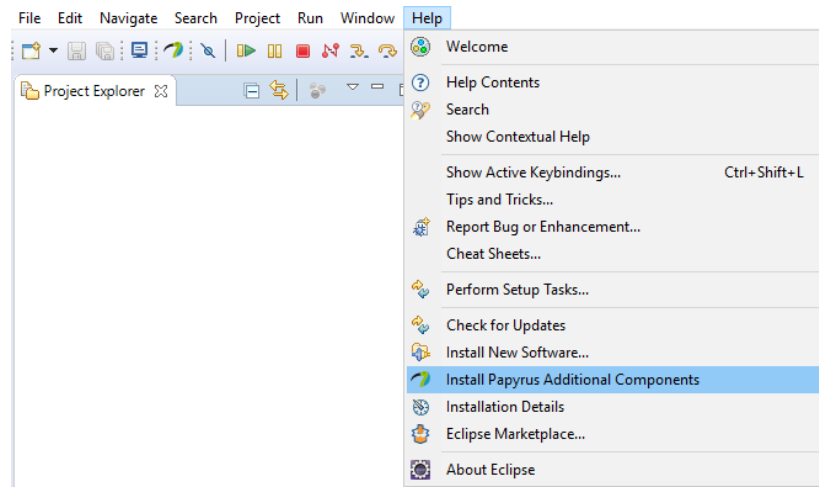 File Edit Navigate Search Project Run Window Help
Project Explorer
Welcome
Help Contents
Search
Show Contextual Help
Show Active Keybindings... Ctrl+Shift+L
Tips and Tricks...
Report Bug or Enhancement...
Cheat Sheets...
Perform Setup Tasks...
Check for Updates
Install New Software...
Install Papyrus Additional Components
Installation Details
Eclipse Marketplace...
About Eclipse